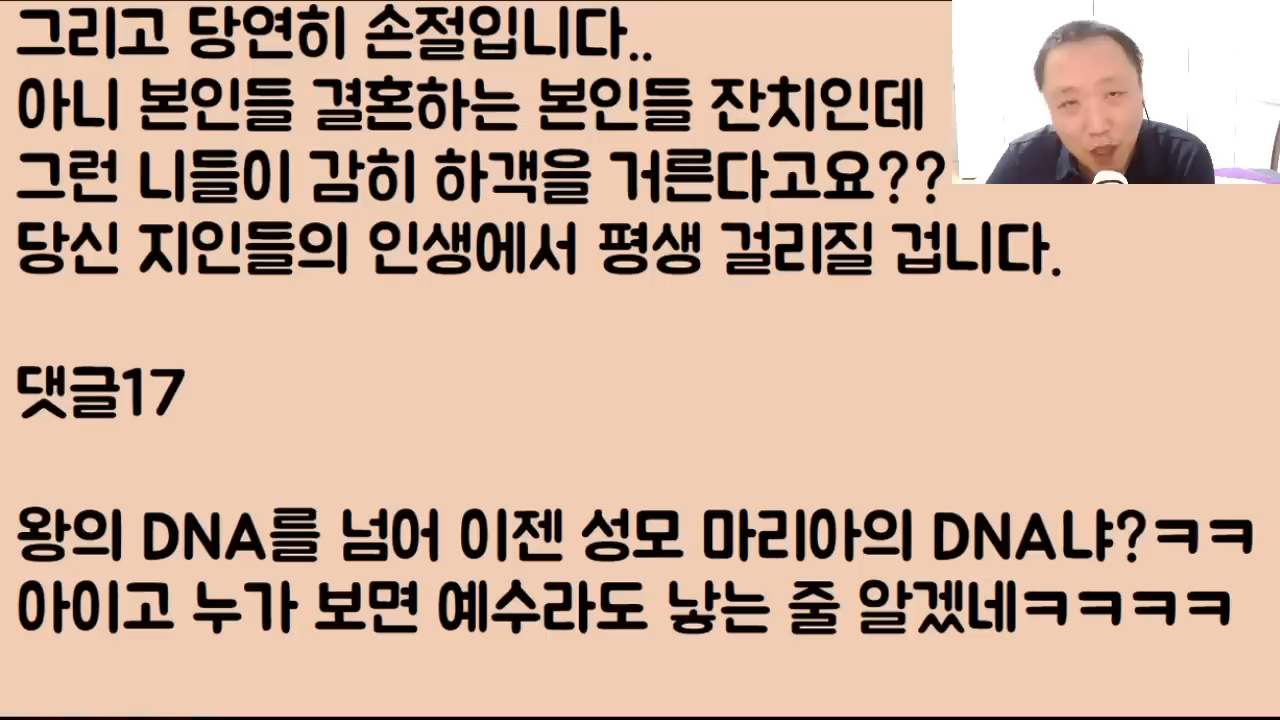 그리고 당연히 손절입니다..
아니 본인들 결혼하는 본인들 잔치인데
그런 니들이 감히 하객을 거른다고요??
당신 지인들의 인생에서 평생 걸리질 겁니다.
댓글17
왕의 DNA를 넘어 이젠 성모 마리아의 DNA냐?ㅋㅋ
아이고 누가 보면 예수라도 낳는 줄 알겠네ㅋㅋㅋㅋ